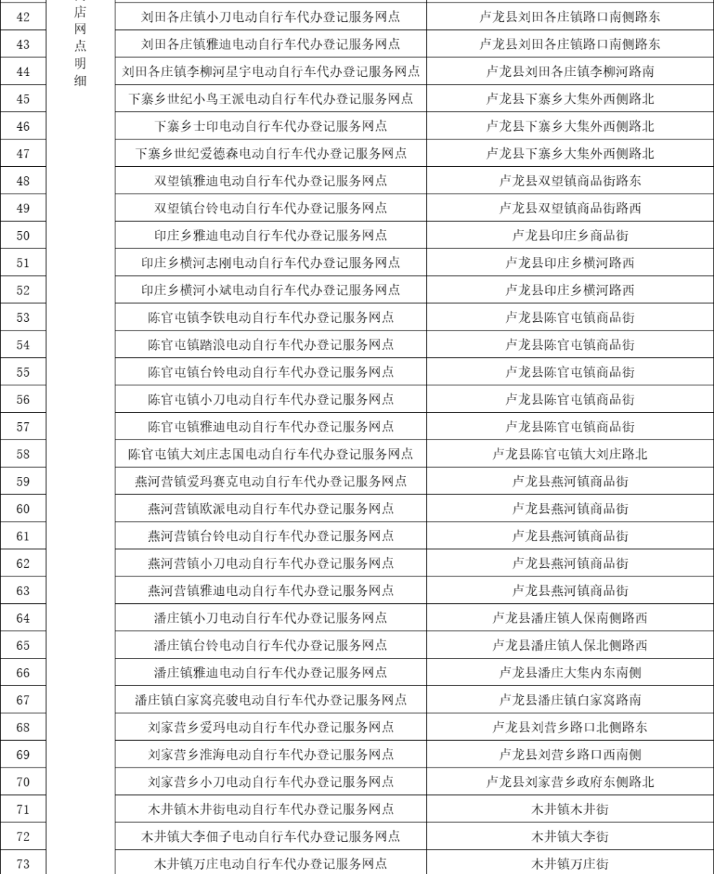 店
网
点
明
细
42 刘田各庄镇小刀电动自行车代办登记服务网点 卢龙县刘田各庄镇路口南侧路东
43 刘田各庄镇雅迪电动自行车代办登记服务网点 卢龙县刘田各庄镇路口南侧路东
44 刘田各庄镇李柳河星宇电动自行车代办登记服务网点 卢龙县刘田各庄镇李柳河路南
45 下寨乡世纪小鸟王派电动自行车代办登记服务网点 卢龙县下寨乡大集外西侧路北
46 下寨乡士印电动自行车代办登记服务网点 卢龙县下寨乡大集外西侧路北
47 下寨乡世纪爱德森电动自行车代办登记服务网点 卢龙县下寨乡大集外西侧路北
48 双望镇雅迪电动自行车代办登记服务网点 卢龙县双望镇商品街路东
49 双望镇台铃电动自行车代办登记服务网点 卢龙县双望镇商品街路西
50 印庄乡雅迪电动自行车代办登记服务网点 卢龙县印庄乡商品街
51 印庄乡横河志刚电动自行车代办登记服务网点 卢龙县印庄乡横河路西
52 印庄乡横河小斌电动自行车代办登记服务网点 卢龙县印庄乡横河路西
53 陈官屯镇李铁电动自行车代办登记服务网点 卢龙县陈官屯镇商品街
54 陈官屯镇踏浪电动自行车代办登记服务网点 卢龙县陈官屯镇商品街
55 陈官屯镇台铃电动自行车代办登记服务网点 卢龙县陈官屯镇商品街
56 陈官屯镇小刀电动自行车代办登记服务网点 卢龙县陈官屯镇商品街
57 陈官屯镇雅迪电动自行车代办登记服务网点 卢龙县陈官屯镇商品街
58 陈官屯镇大刘庄志国电动自行车代办登记服务网点 卢龙县陈官屯镇大刘庄路北
59 燕河营镇爱玛赛克电动自行车代办登记服务网点 卢龙县燕河镇商品街
60 燕河营镇欧派电动自行车代办登记服务网点 卢龙县燕河镇商品街
61 燕河营镇台铃电动自行车代办登记服务网点 卢龙县燕河镇商品街
62 燕河营镇小刀电动自行车代办登记服务网点 卢龙县燕河镇商品街
63 燕河营镇雅迪电动自行车代办登记服务网点 卢龙县燕河镇商品街
64 潘庄镇小刀电动自行车代办登记服务网点 卢龙县潘庄镇人保南侧路西
65 潘庄镇台铃电动自行车代办登记服务网点 卢龙县潘庄镇人保北侧路西
66 潘庄镇雅迪电动自行车代办登记服务网点 卢龙县潘庄大集内东南侧
67 潘庄镇白家窝亮骏电动自行车代办登记服务网点 卢龙县潘庄镇白家窝路南
68 刘家营乡爱玛电动自行车代办登记服务网点 卢龙县刘营乡路口北侧路东
69 刘家营乡淮海电动自行车代办登记服务网点 卢龙县刘营乡路口西南侧
70 刘家营乡小刀电动自行车代办登记服务网点 卢龙县刘家营乡政府东侧路北
71 木井镇木井街电动自行车代办登记服务网点 木井镇木井街
72 木井镇大李佃子电动自行车代办登记服务网点 木井镇大李街
73 木井镇万庄电动自行车代办登记服务网点 木井镇万庄街